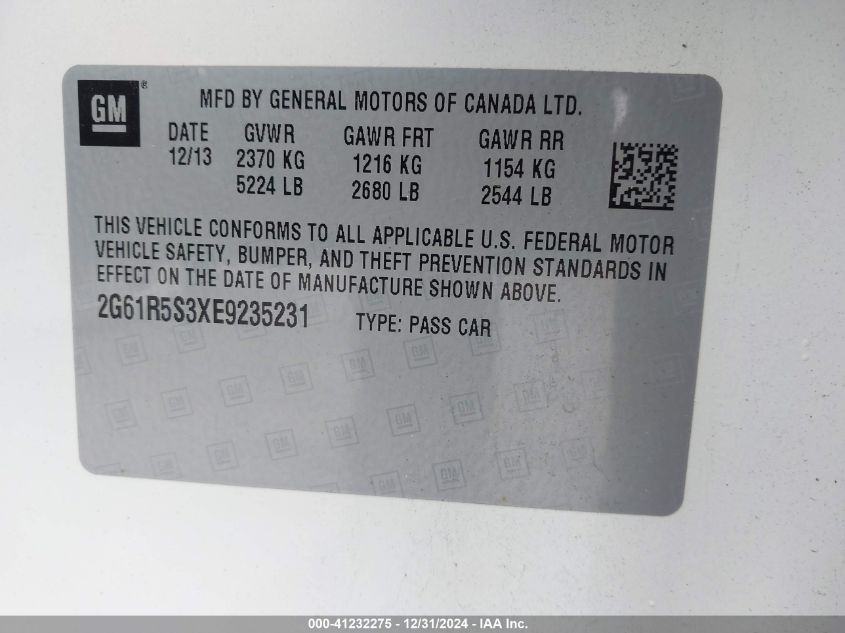 GM ® MFD BY GENERAL MOTORS OF CANADA LTD.
DATE GVWR GAWR FRT GAWR RR
12/13 2370 KG 1216 KG 1154 KG
5224 LB 2680 LB 2544 LB
THIS VEHICLE CONFORMS TO ALL APPLICABLE U.S. FEDERAL MOTOR
VEHICLE SAFETY, BUMPER, AND THEFT PREVENTION STANDARDS IN
EFFECT ON THE DATE OF MANUFACTURE SHOWN ABOVE.
2G61R5S3XE9235231 TYPE: PASS CAR
000-41232275 - 12/31/2024 - IAA Inc.